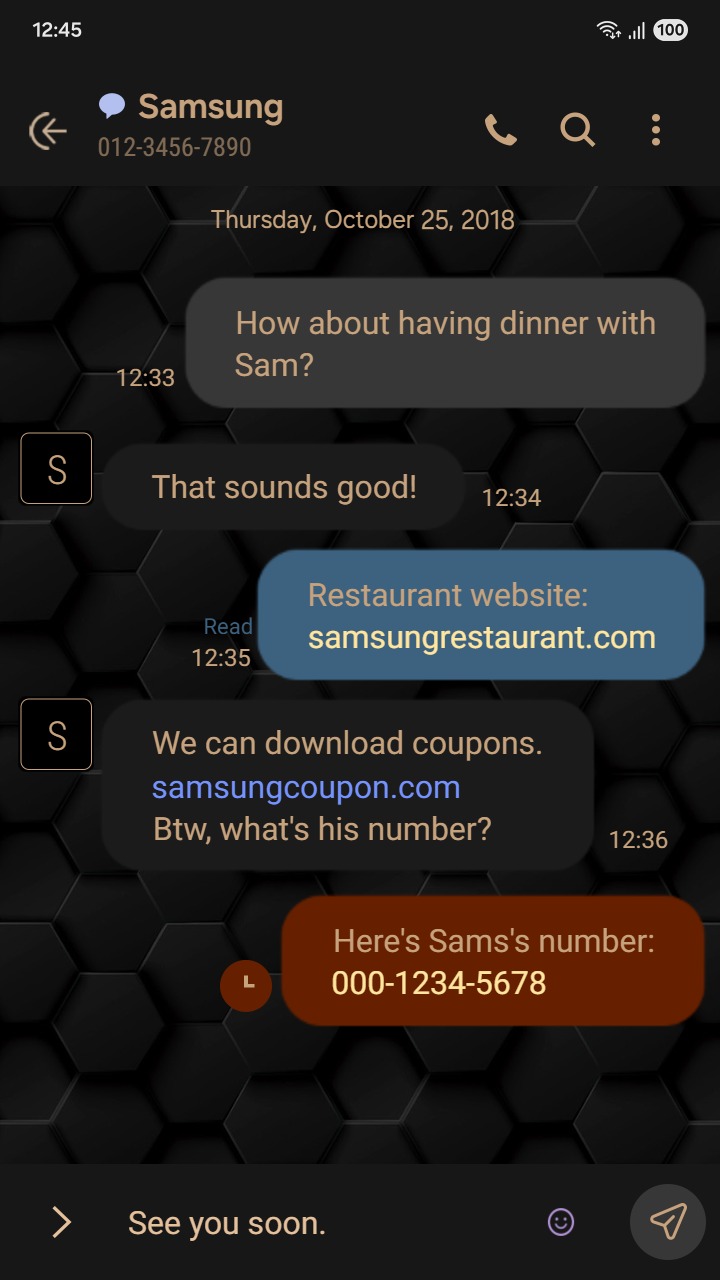 12:45
100
Samsung
012-3456-7890
Thursday, October 25, 2018
How about having dinner with
Sam?
12:33
S
That sounds good!
12:34
Restaurant website:
samsungrestaurant.com
Read
12:35
S
We can download coupons.
samsungcoupon.com
Btw, what's his number?
12:36
Here's Sams's number:
000-1234-5678
See you soon.